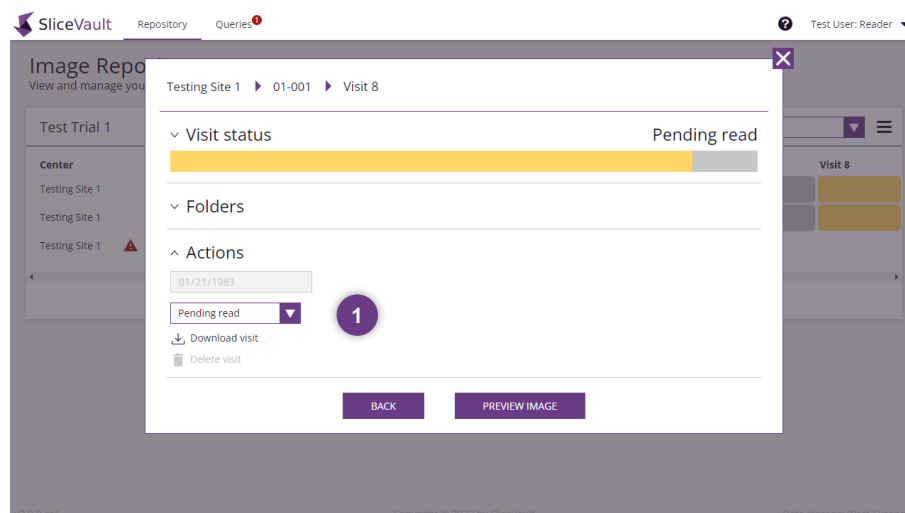 SliceVault Repository Queries 1 ? Test User: Reader
Image Repo
View and manage you
Testing Site 1 01-001 Visit 8
Test Trial 1
Visit status Pending read
Center Visit 8
Testing Site 1
Folders
Testing Site 1
Testing Site 1
Actions
01/21/1983
Pending read 1
Download visit
Delete visit
BACK PREVIEW IMAGE